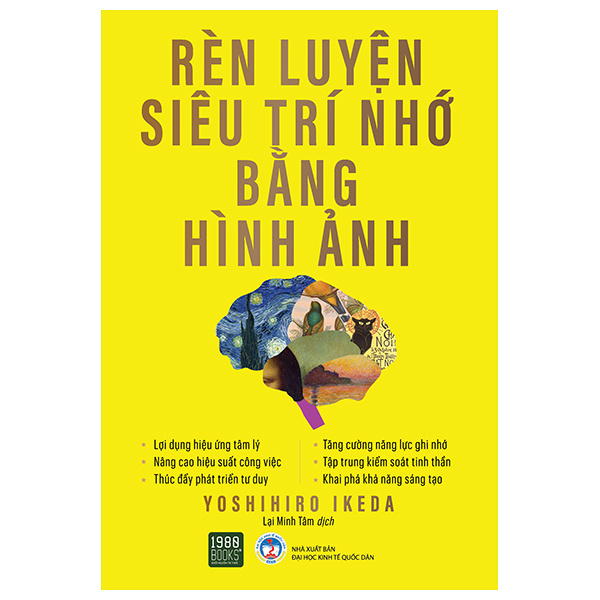 RÈN LUYỆN
SIÊU TRÍ NHỚ
BẰNG
HÌNH ẢNH
• Lợi dụng hiệu ứng tâm lý
• Nâng cao hiệu suất công việc
• Thúc đẩy phát triển tư duy
• Tăng cường năng lực ghi nhớ
• Tập trung kiểm soát tinh thần
• Khai phá khả năng sáng tạo
YOSHIHIRO IKEDA
Lại Minh Tâm dịch
1980
BOOKS
NHÀ XUẤT BẢN
ĐẠI HỌC KINH TẾ QUỐC DÂN